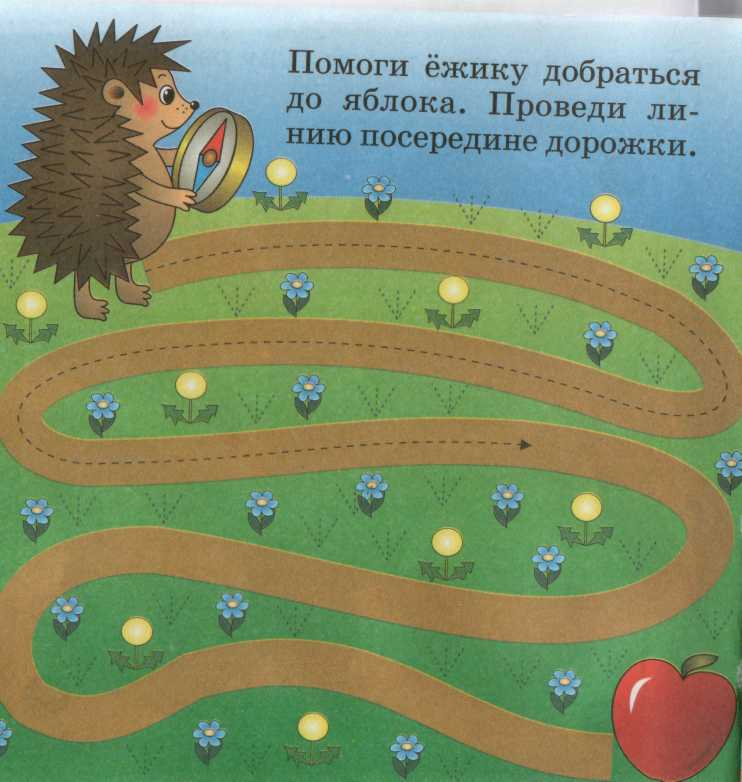 Помоги ёжику добраться
до яблока. Проведи ли-
нию посередине дорожки.